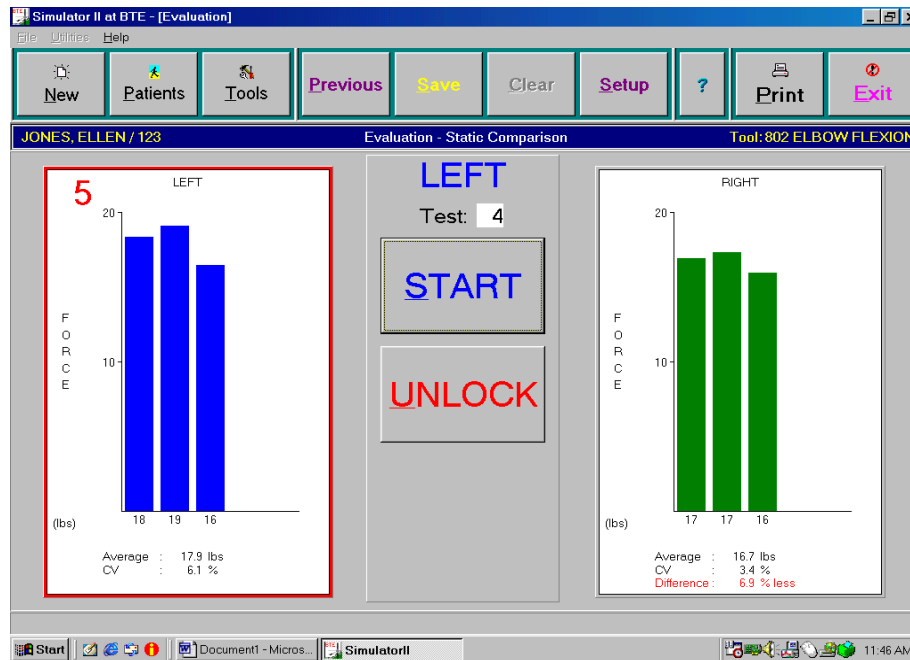 Simulator II at BTE - [Evaluation]
File Utilities Help
New Patients Tools Previous Save Clear Setup ? Print Exit
JONES, ELLEN / 123 Evaluation - Static Comparison Tool: 802 ELBOW FLEXION
5
LEFT
20
10
FORCE
(lbs)
18 19 16
Average : 17.9 lbs
CV : 6.1 %
LEFT
Test: 4
START
UNLOCK
RIGHT
20
10
FORCE
(lbs)
17 17 16
Average : 16.7 lbs
CV : 3.4 %
Difference : 6.9 % less
Start Document1 - Micros... SimulatorII 11:46 AM